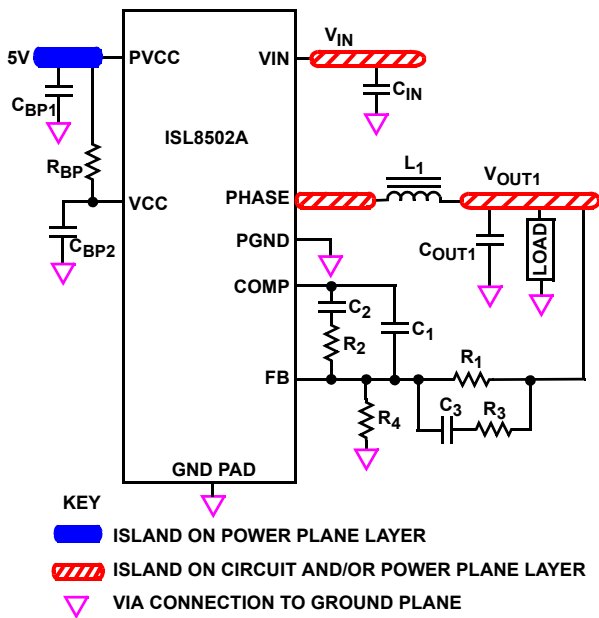 5V
PVCC
VIN
VIN
CBP1
CIN
ISL8502A
RBP
L1
VOUT1
PHASE
VCC
CBP2
PGND
COUT1
LOAD
COMP
C2
C1
R2
R1
FB
C3
R3
R4
GND PAD
KEY
ISLAND ON POWER PLANE LAYER
ISLAND ON CIRCUIT AND/OR POWER PLANE LAYER
VIA CONNECTION TO GROUND PLANE